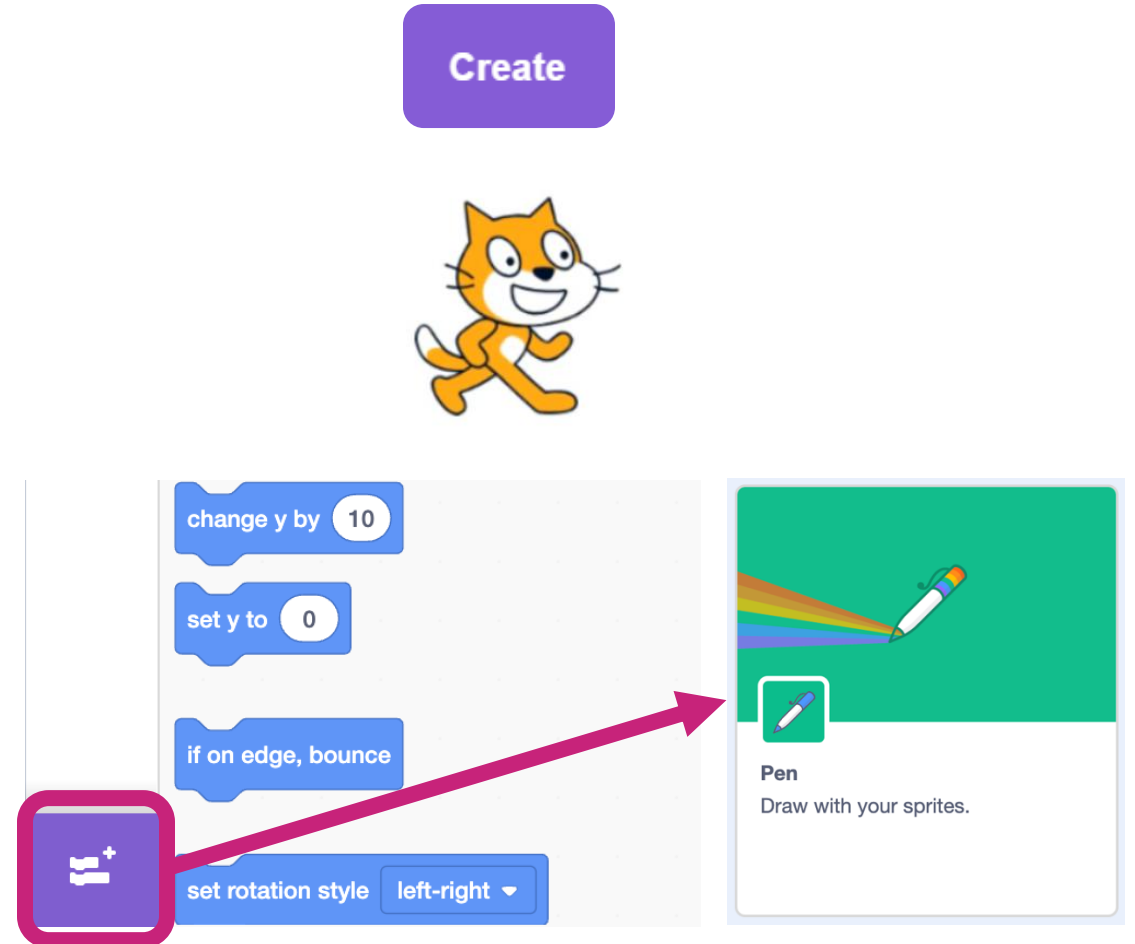 Create
change y by 10
set y to 0
if on edge, bounce
set rotation style left-right
Pen
Draw with your sprites.